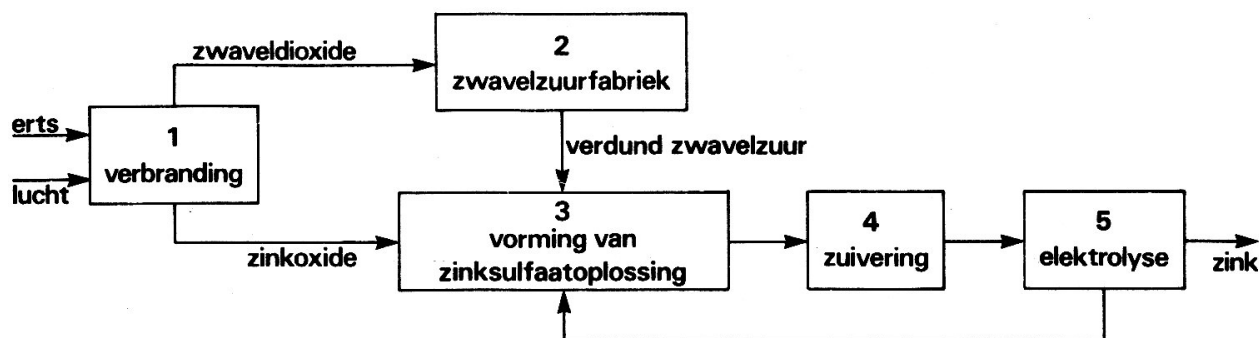 zwaveldioxide
2
zwavelzuurfabriek
erts
lucht
1
verbranding
verdund zwavelzuur
zinkoxide
3
vorming van
zinksulfaatoplossing
4
zuivering
5
elektrolyse
zink